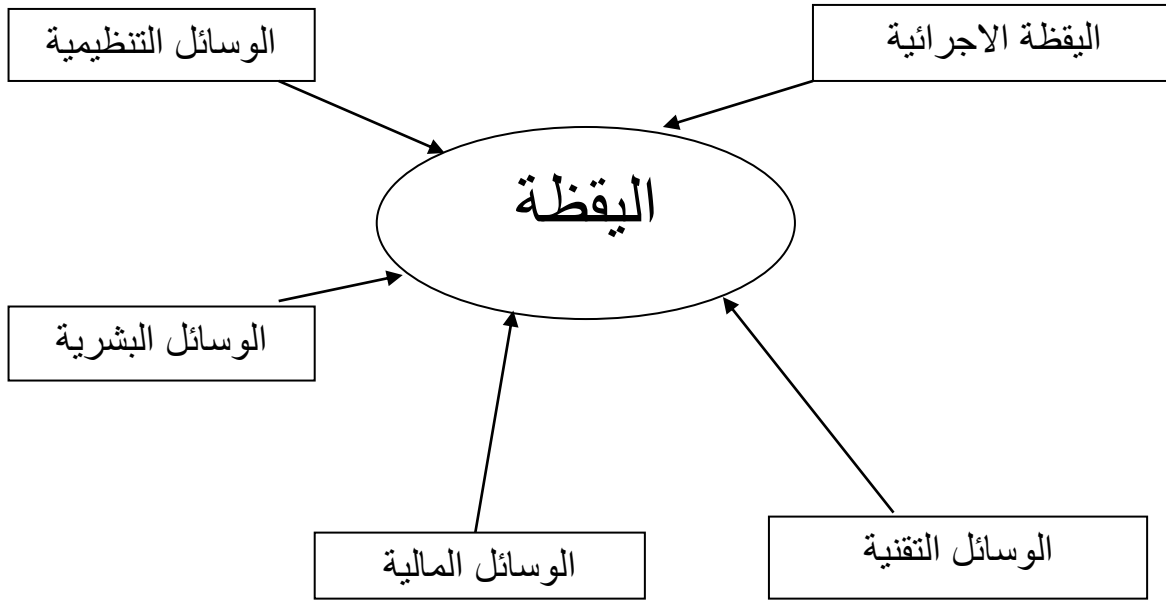 اليقظة الاجرائية
الوسائل التنظيمية
اليقظة
الوسائل البشرية
الوسائل التقنية
الوسائل المالية